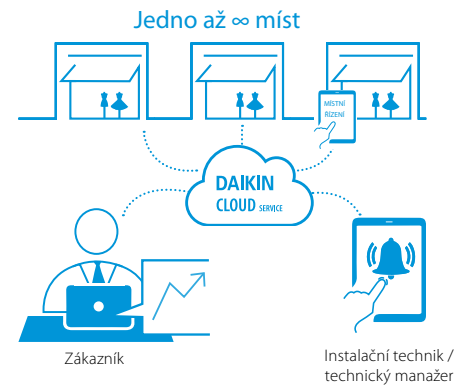 Jedno až ∞ míst
MÍSTNÍ
ŘÍZENÍ
DAIKIN
CLOUD SERVICE
Zákazník
Instalační technik /
technický manažer